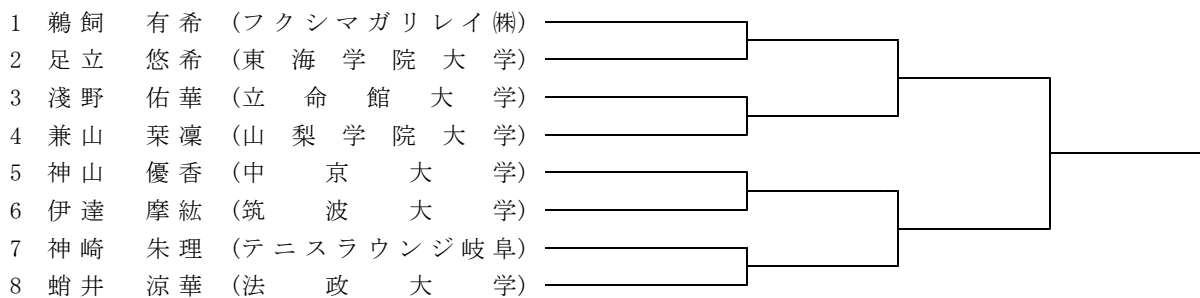 1 鵜飼 有希 (フクシマガリレイ㈱)
2 足立 悠希 (東海学院大学)
3 淺野 佑華 (立命館大学)
4 兼山 栞凜 (山梨学院大学)
5 神山 優香 (中京大学)
6 伊達 摩紘 (筑波大学)
7 神崎 朱理 (テニスラウンジ岐阜)
8 蛸井 涼華 (法政大学)